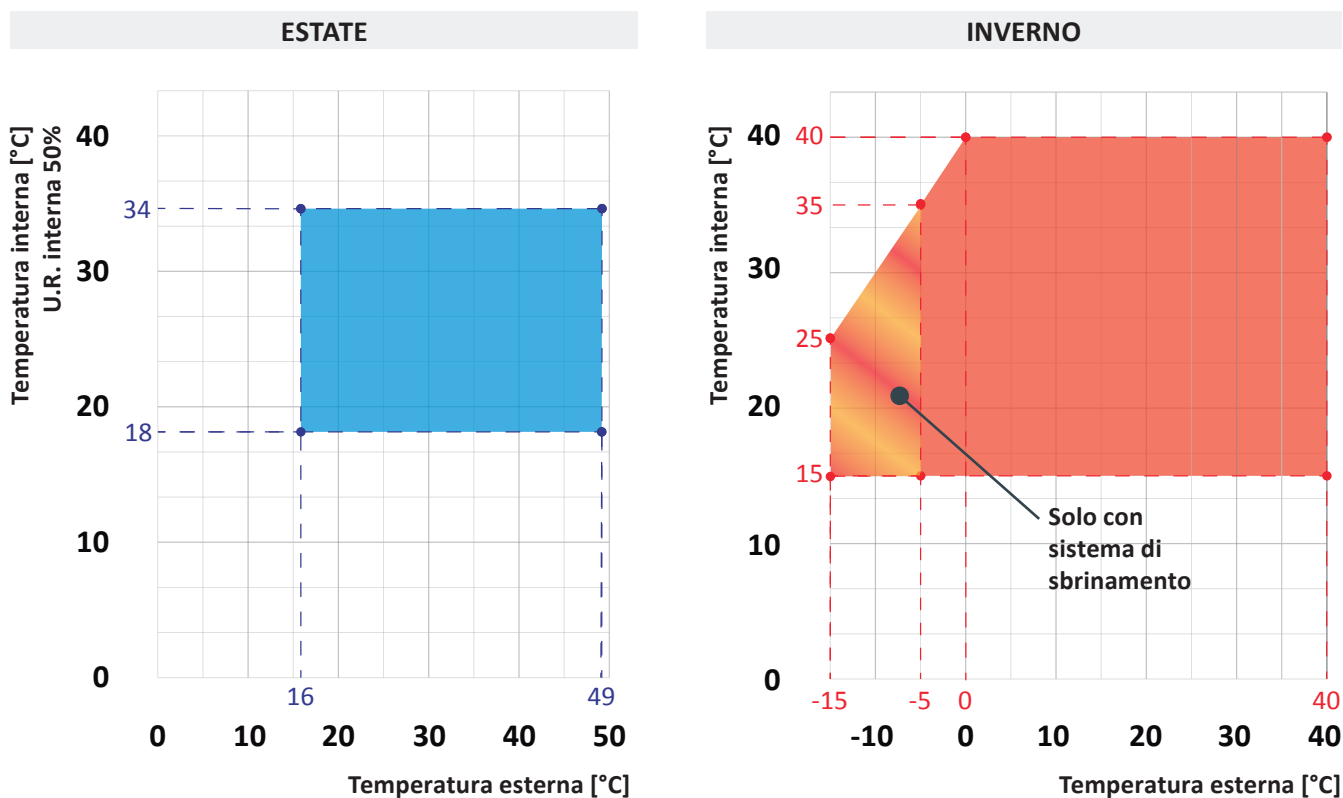 ESTATE
Temperatura interna [°C]
U.R. interna 50%
40
34
30
20
18
10
0
16
49
0 10 20 30 40 50
Temperatura esterna [°C]
INVERNO
Temperatura interna [°C]
40
40
35
30
25
20
15
10
0
Solo con
sistema di
sbrinamento
-15 -5 0 40
-10 0 10 20 30 40
Temperatura esterna [°C]